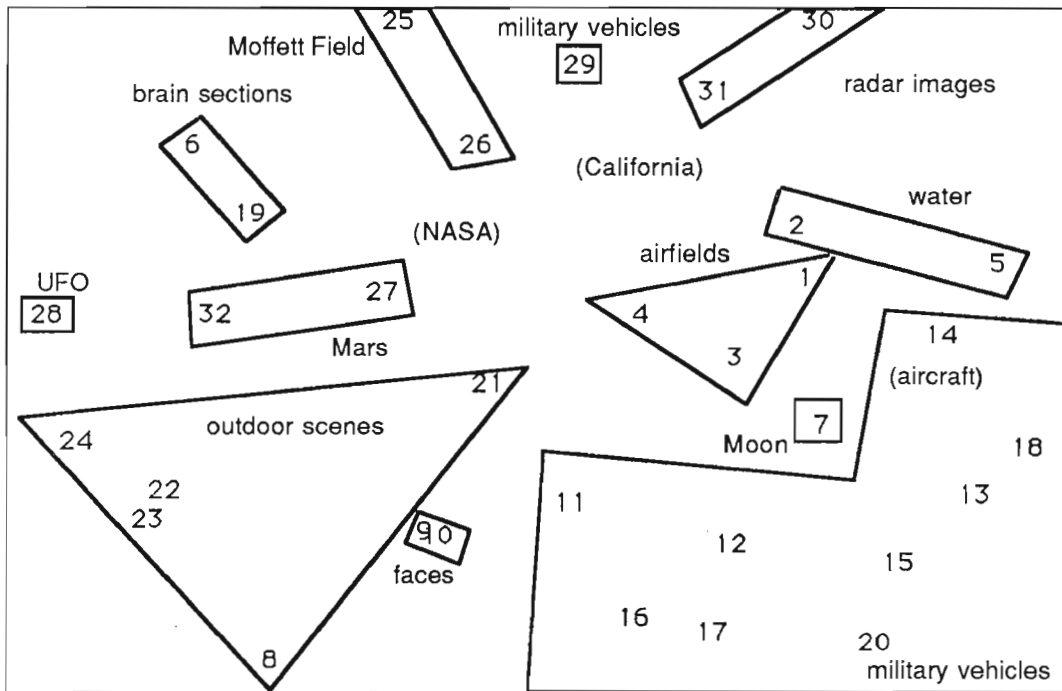 25
military vehicles
30
Moffett Field
29
31
radar images
brain sections
6
26
(California)
19
(NASA)
water
2
airfields
1
5
UFO
28
32
27
4
14
Mars
3
21
(aircraft)
24
outdoor scenes
Moon
7
18
22
23
11
13
9
10
12
faces
15
16
17
20
8
military vehicles